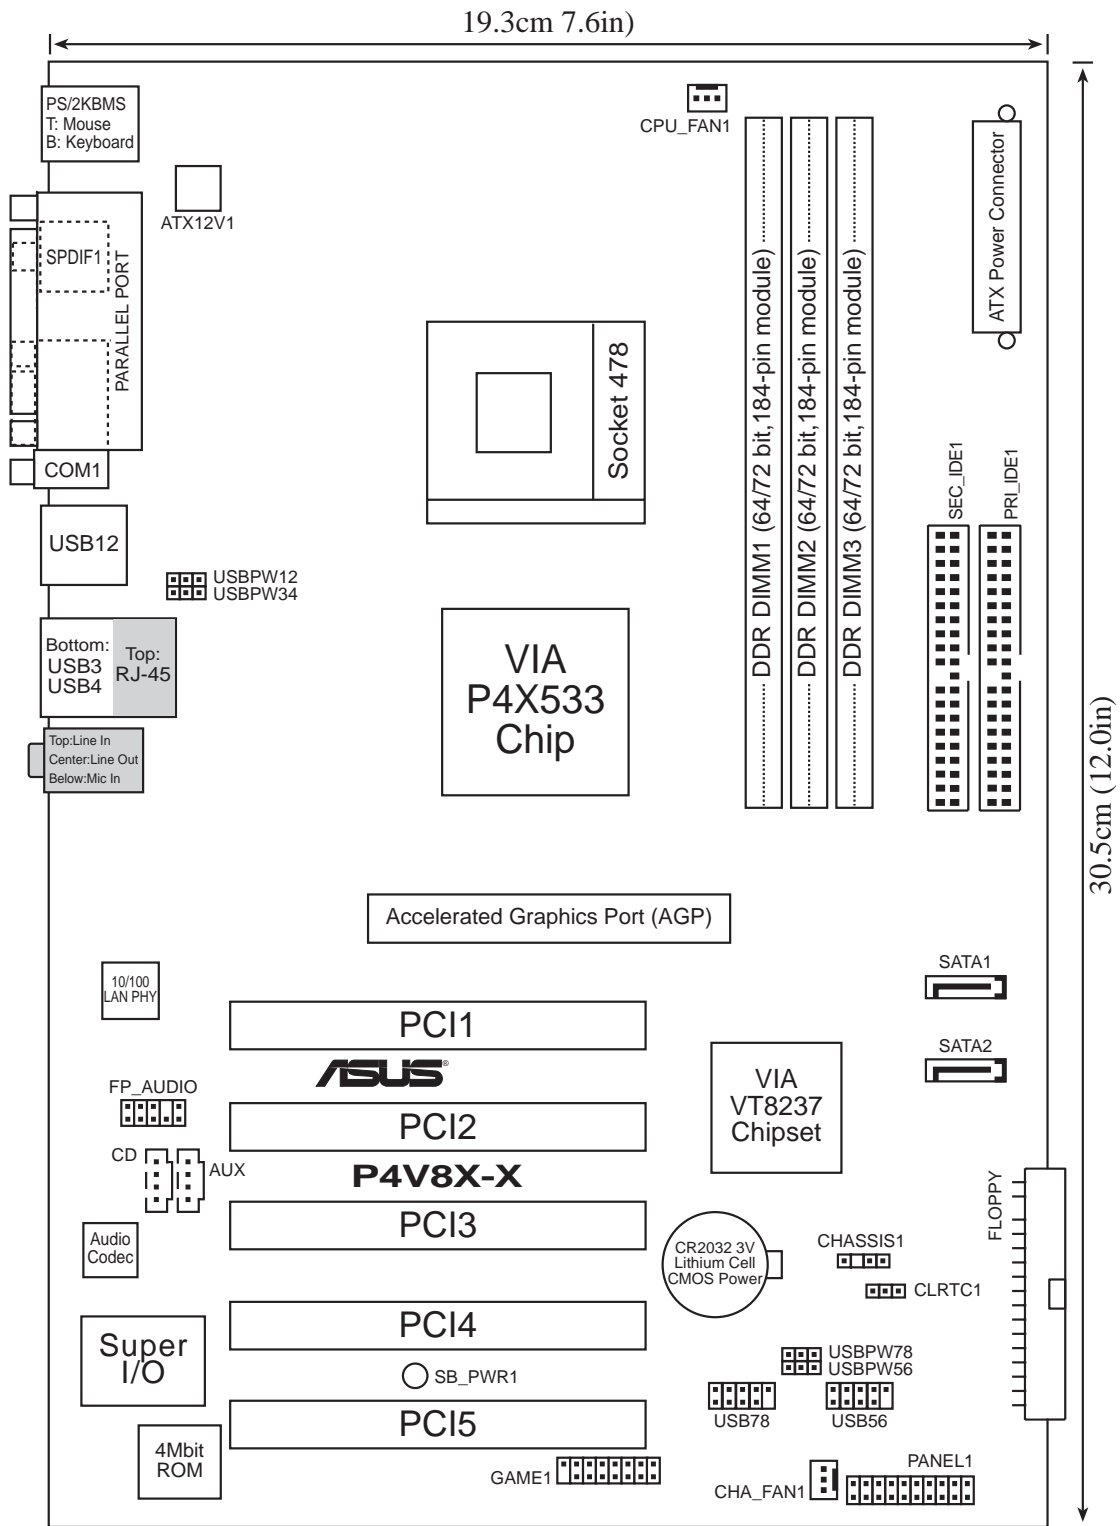 19.3cm 7.6in)
PS/2KBMS
T: Mouse
B: Keyboard
CPU_FAN1
ATX12V1
SPDIF1
PARALLEL PORT
ATX Power Connector
Socket 478
DDR DIMM1 (64/72 bit,184-pin module)
DDR DIMM2 (64/72 bit,184-pin module)
DDR DIMM3 (64/72 bit,184-pin module)
SEC_IDE1
PRI_IDE1
COM1
USB12
USBPW12
USBPW34
Bottom:
USB3
USB4
Top:
RJ-45
VIA
P4X533
Chip
Top:Line In
Center:Line Out
Below:Mic In
30.5cm (12.0in)
Accelerated Graphics Port (AGP)
10/100
LAN PHY
SATA1
PCI1
ASUS®
SATA2
VIA
VT8237
Chipset
FP_AUDIO
PCI2
CD
AUX
P4V8X-X
FLOPPY
PCI3
Audio
Codec
CR2032 3V
Lithium Cell
CMOS Power
CHASSIS1
CLRTC1
Super
I/O
PCI4
SB_PWR1
USBPW78
USBPW56
PCI5
USB78
USB56
4Mbit
ROM
GAME1
CHA_FAN1
PANEL1